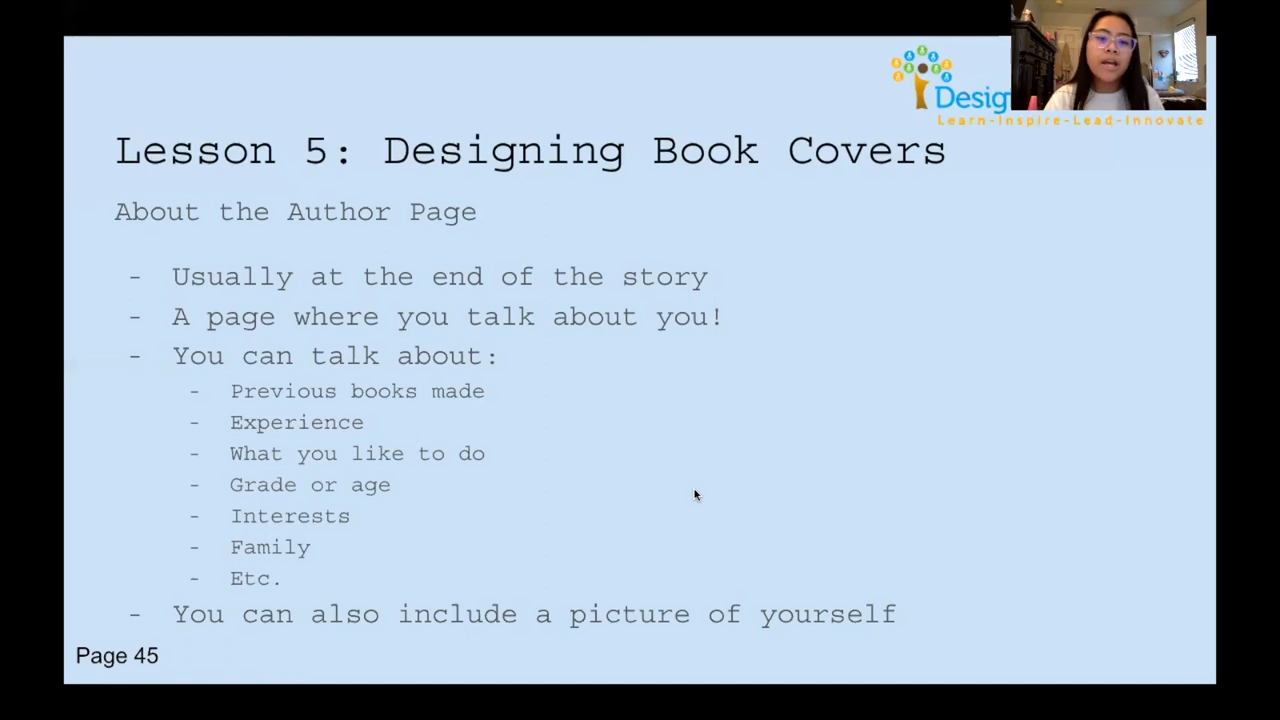 Desig
Learn-Inspire-Lead-Innovate
Lesson 5: Designing Book Covers
About the Author Page
- Usually at the end of the story
- A page where you talk about you!
- You can talk about:
- Previous books made
- Experience
- What you like to do
- Grade or age
- Interests
- Family
- Etc.
- You can also include a picture of yourself
Page 45